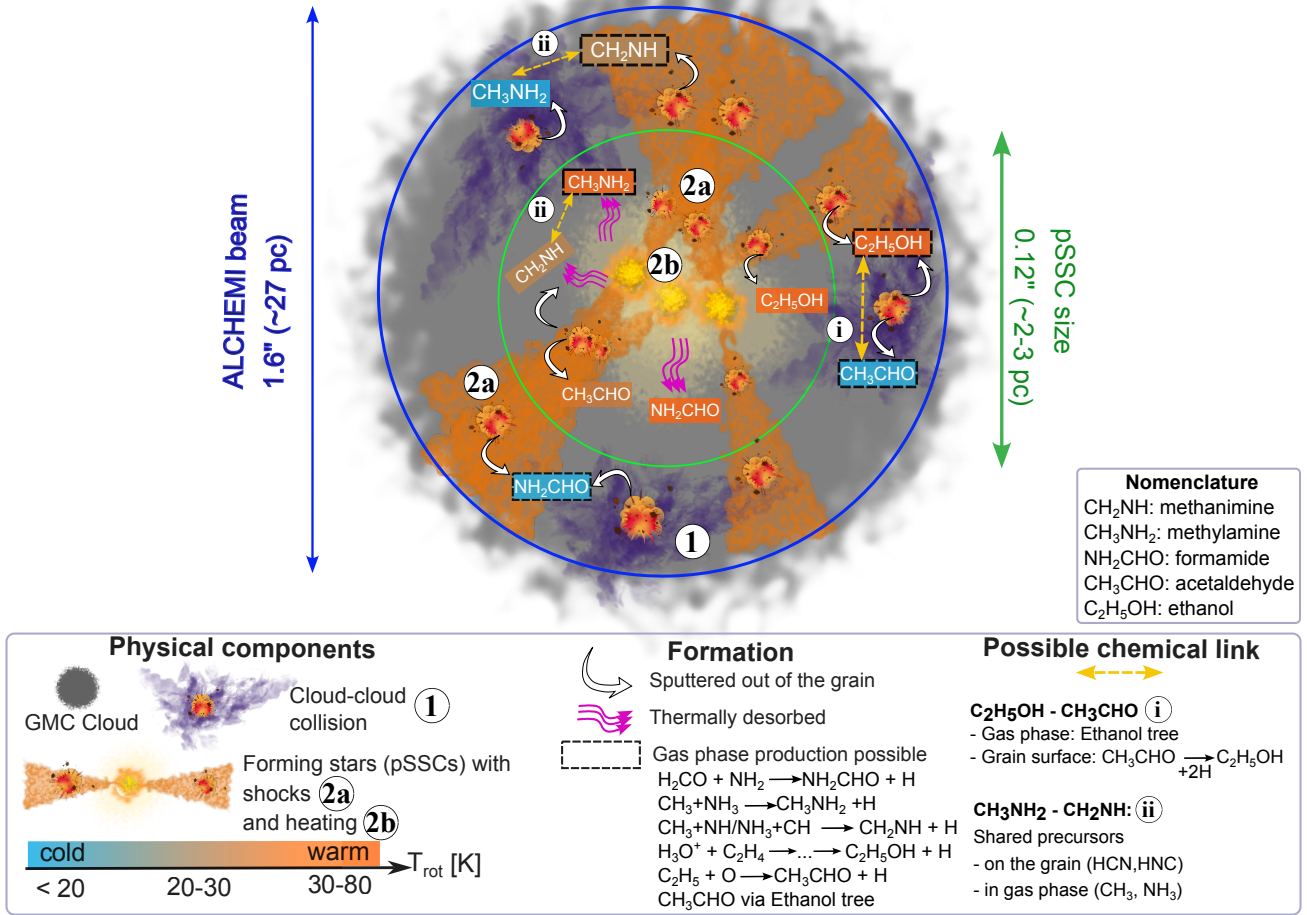 ALCHEMI beam
1.6" (~27 pc)
ii
CH₂NH
CH₃NH₂
CH₃NH₂
2a
ii
CH₂NH
2b
C₂H₅OH
C₂H₅OH
i
CH₃CHO
2a
CH₃CHO
NH₂CHO
NH₂CHO
1
pSSC size
0.12" (~2-3 pc)
Nomenclature
CH₂NH: methanimine
CH₃NH₂: methylamine
NH₂CHO: formamide
CH₃CHO: acetaldehyde
C₂H₅OH: ethanol
Physical components
GMC Cloud
Cloud-cloud
collision 1
Forming stars (pSSCs) with
shocks 2a
and heating 2b
cold warm
< 20 20-30 30-80
T_rot [K]
Formation
Sputtered out of the grain
Thermally desorbed
Gas phase production possible
H₂CO + NH₂ → NH₂CHO + H
CH₃+NH₃ → CH₃NH₂ +H
CH₃+NH/NH₃+CH → CH₂NH + H
H₃O⁺ + C₂H₄ → ... → C₂H₅OH + H
C₂H₅ + O → CH₃CHO + H
CH₃CHO via Ethanol tree
Possible chemical link
C₂H₅OH - CH₃CHO i
- Gas phase: Ethanol tree
- Grain surface: CH₃CHO → C₂H₅OH
+2H
CH₃NH₂ - CH₂NH: ii
Shared precursors
- on the grain (HCN,HNC)
- in gas phase (CH₃, NH₃)